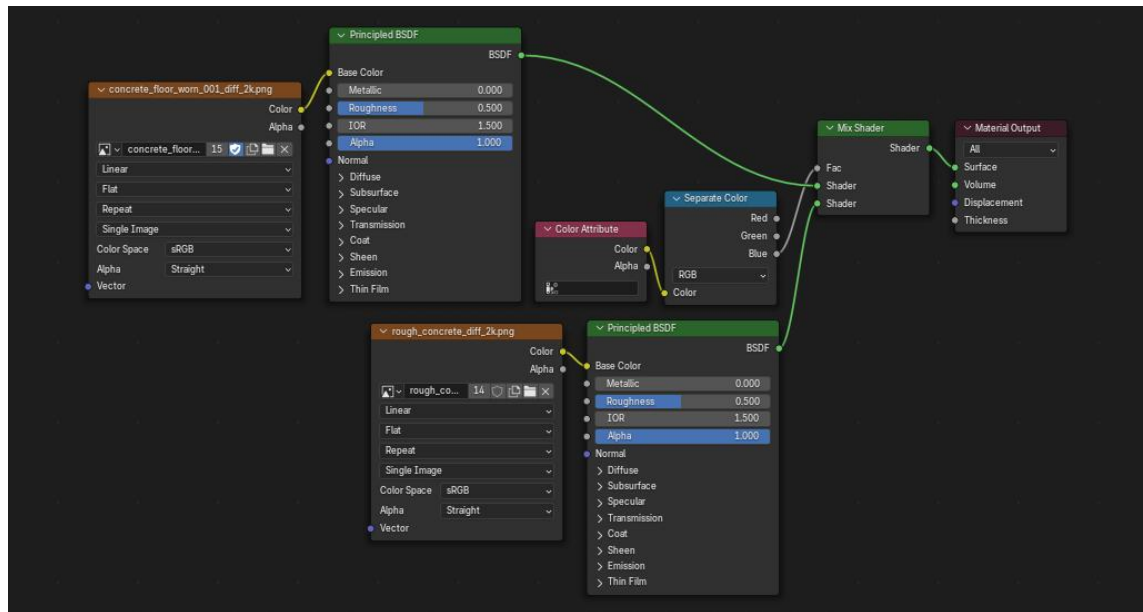 Principled BSDF
BSDF
Base Color
Metallic 0.000
Roughness 0.500
IOR 1.500
Alpha 1.000
Normal
Diffuse
Subsurface
Specular
Transmission
Coat
Sheen
Emission
Thin Film
concrete_floor_worn_001_diff_2k.png
Color
Alpha
concrete_floor... 15
Linear
Flat
Repeat
Single Image
Color Space sRGB
Alpha Straight
Vector
Color Attribute
Color
Alpha
Separate Color
Red
Green
Blue
RGB
Color
Mix Shader
Shader
Fac
Shader
Shader
Material Output
All
Surface
Volume
Displacement
Thickness
rough_concrete_diff_2k.png
Color
Alpha
rough_co... 14
Linear
Flat
Repeat
Single Image
Color Space sRGB
Alpha Straight
Vector
Principled BSDF
BSDF
Base Color
Metallic 0.000
Roughness 0.500
IOR 1.500
Alpha 1.000
Normal
Diffuse
Subsurface
Specular
Transmission
Coat
Sheen
Emission
Thin Film